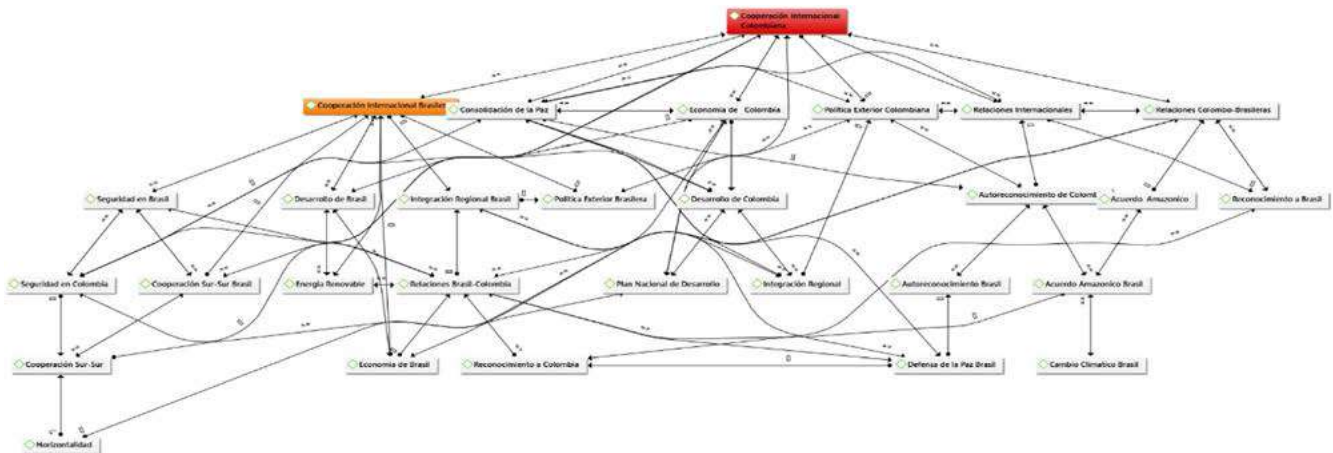 Cooperación Internacional
Colombiana
Cooperación Internacional Brasilera
Consolidación de la Paz
Economía de Colombia
Política Exterior Colombiana
Relaciones Internacionales
Relaciones Colombo-Brasileras
Seguridad en Brasil
Desarrollo de Brasil
Integración Regional Brasil
Política Exterior Brasilera
Desarrollo de Colombia
Autoreconocimiento de Colomb
Acuerdo Amazonico
Reconocimiento a Brasil
Seguridad en Colombia
Cooperación Sur-Sur Brasil
Energía Renovable
Relaciones Brasil-Colombia
Plan Nacional de Desarrollo
Integración Regional
Autoreconocimiento Brasil
Acuerdo Amazonico Brasil
Cooperación Sur-Sur
Economía de Brasil
Reconocimiento a Colombia
Defensa de la Paz Brasil
Cambio Climatico Brasil
Horizontalidad